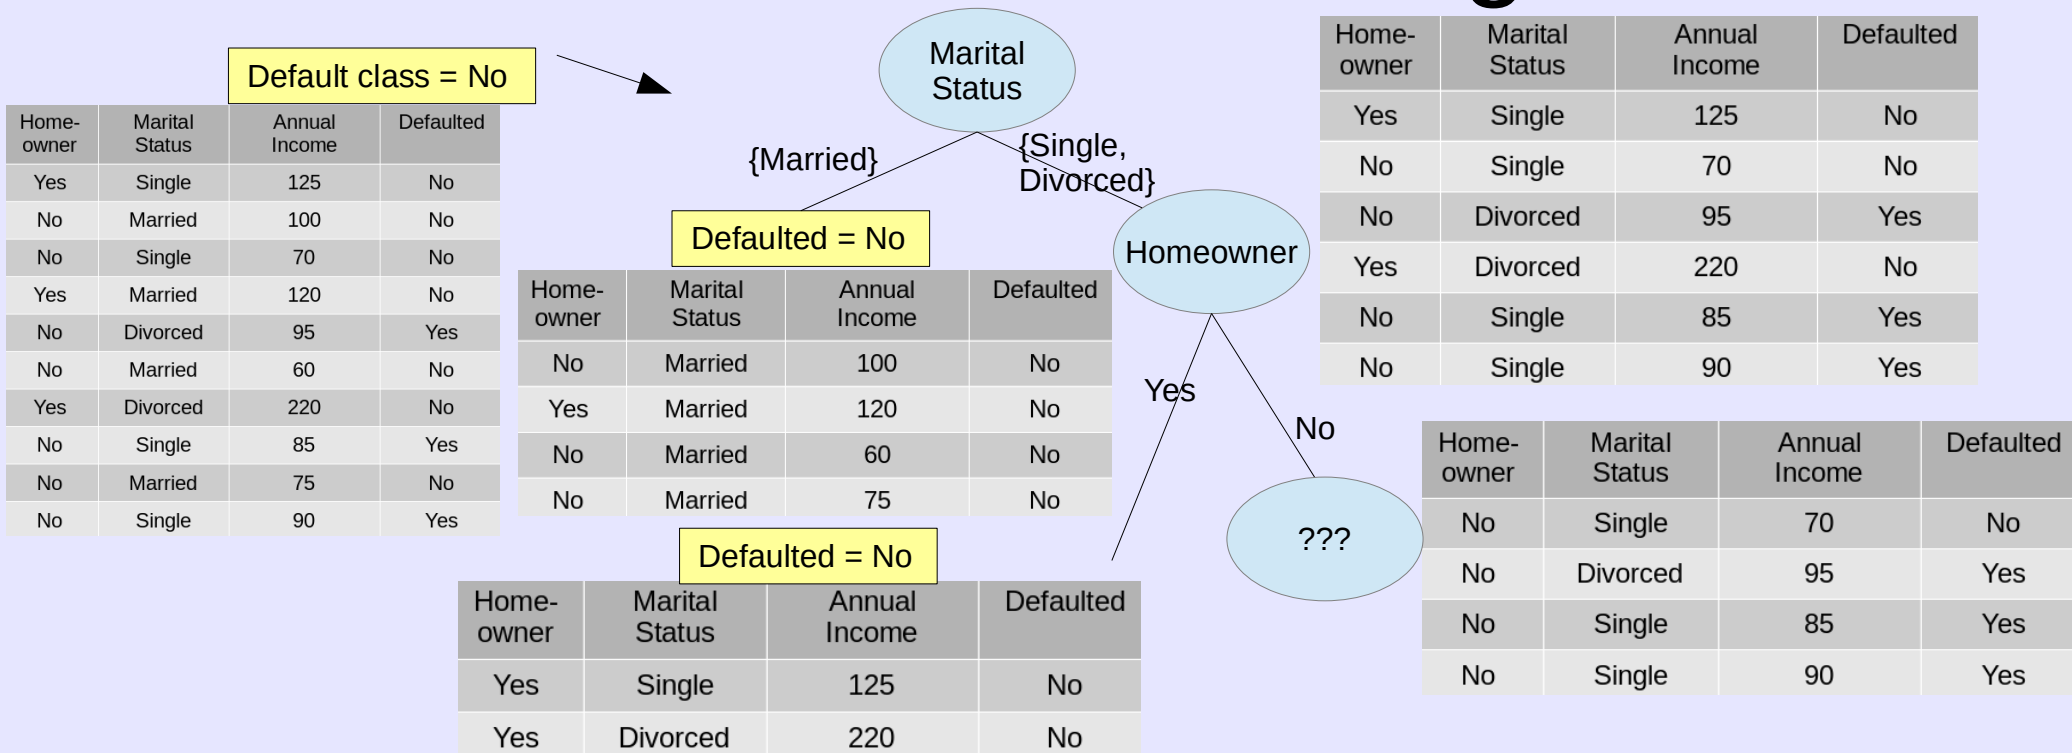 g
Default class = No
Home-
owner
Marital
Status
Annual
Income
Defaulted
Yes Single 125 No
No Married 100 No
No Single 70 No
Yes Married 120 No
No Divorced 95 Yes
No Married 60 No
Yes Divorced 220 No
No Single 85 Yes
No Married 75 No
No Single 90 Yes
Marital
Status
{Married}
{Single,
Divorced}
Defaulted = No
Home-
owner
Marital
Status
Annual
Income
Defaulted
No Married 100 No
Yes Married 120 No
No Married 60 No
No Married 75 No
Homeowner
Yes
No
Defaulted = No
Home-
owner
Marital
Status
Annual
Income
Defaulted
Yes Single 125 No
Yes Divorced 220 No
???
Home-
owner
Marital
Status
Annual
Income
Defaulted
Yes Single 125 No
No Single 70 No
No Divorced 95 Yes
Yes Divorced 220 No
No Single 85 Yes
No Single 90 Yes
Home-
owner
Marital
Status
Annual
Income
Defaulted
No Single 70 No
No Divorced 95 Yes
No Single 85 Yes
No Single 90 Yes